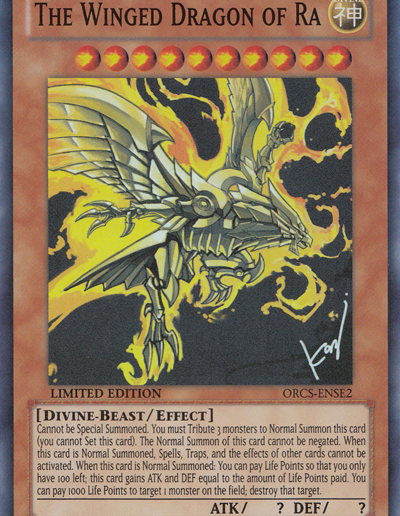 THE WINGED DRAGON OF RA
神
LIMITED EDITION
ORCS-ENSE2
[DIVINE-BEAST/EFFECT]
Cannot be Special Summoned. You must Tribute 3 monsters to Normal Summon this card
(you cannot Set this card). The Normal Summon of this card cannot be negated. When
this card is Normal Summoned, Spells, Traps, and the effects of other cards cannot be
activated. When this card is Normal Summoned: You can pay Life Points so that you only
have 100 left; this card gains ATK and DEF equal to the amount of Life Points paid. You
can pay 1000 Life Points to target 1 monster on the field; destroy that target.
ATK/ ? DEF/ ?